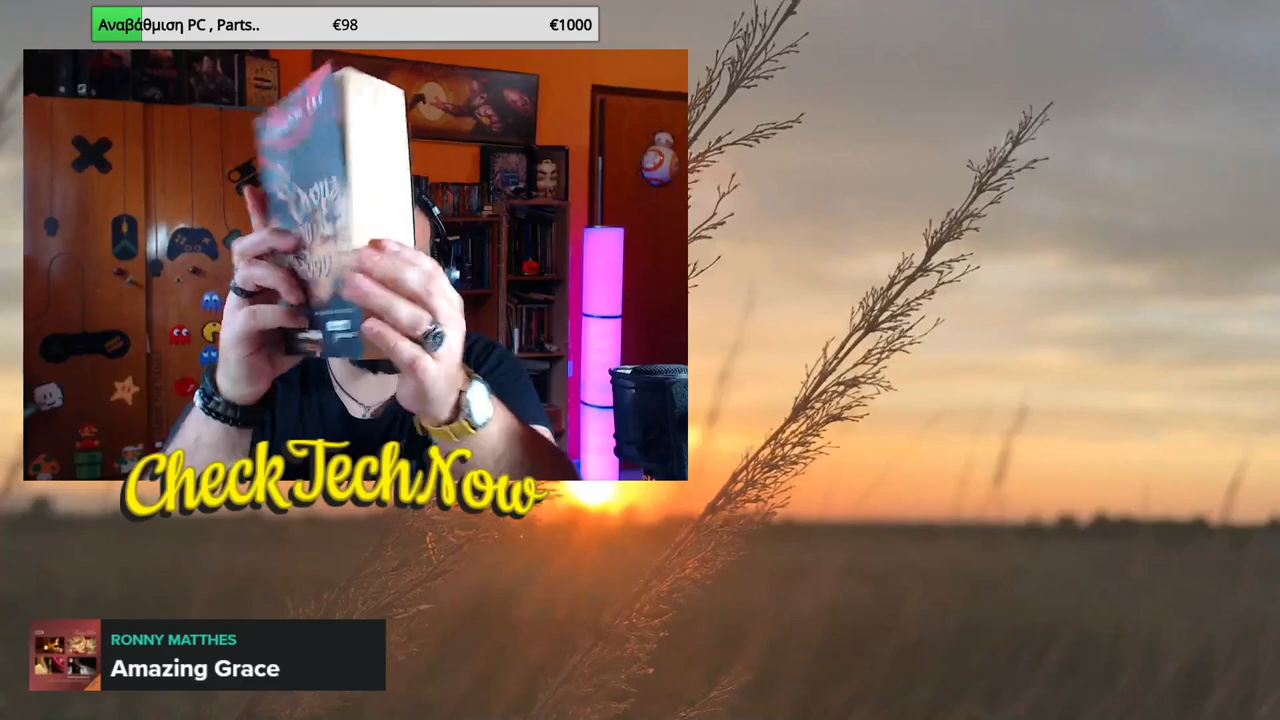 Αναβάθμιση PC , Parts.. €98 €1000
CheckTechNow
RONNY MATTHES
Amazing Grace